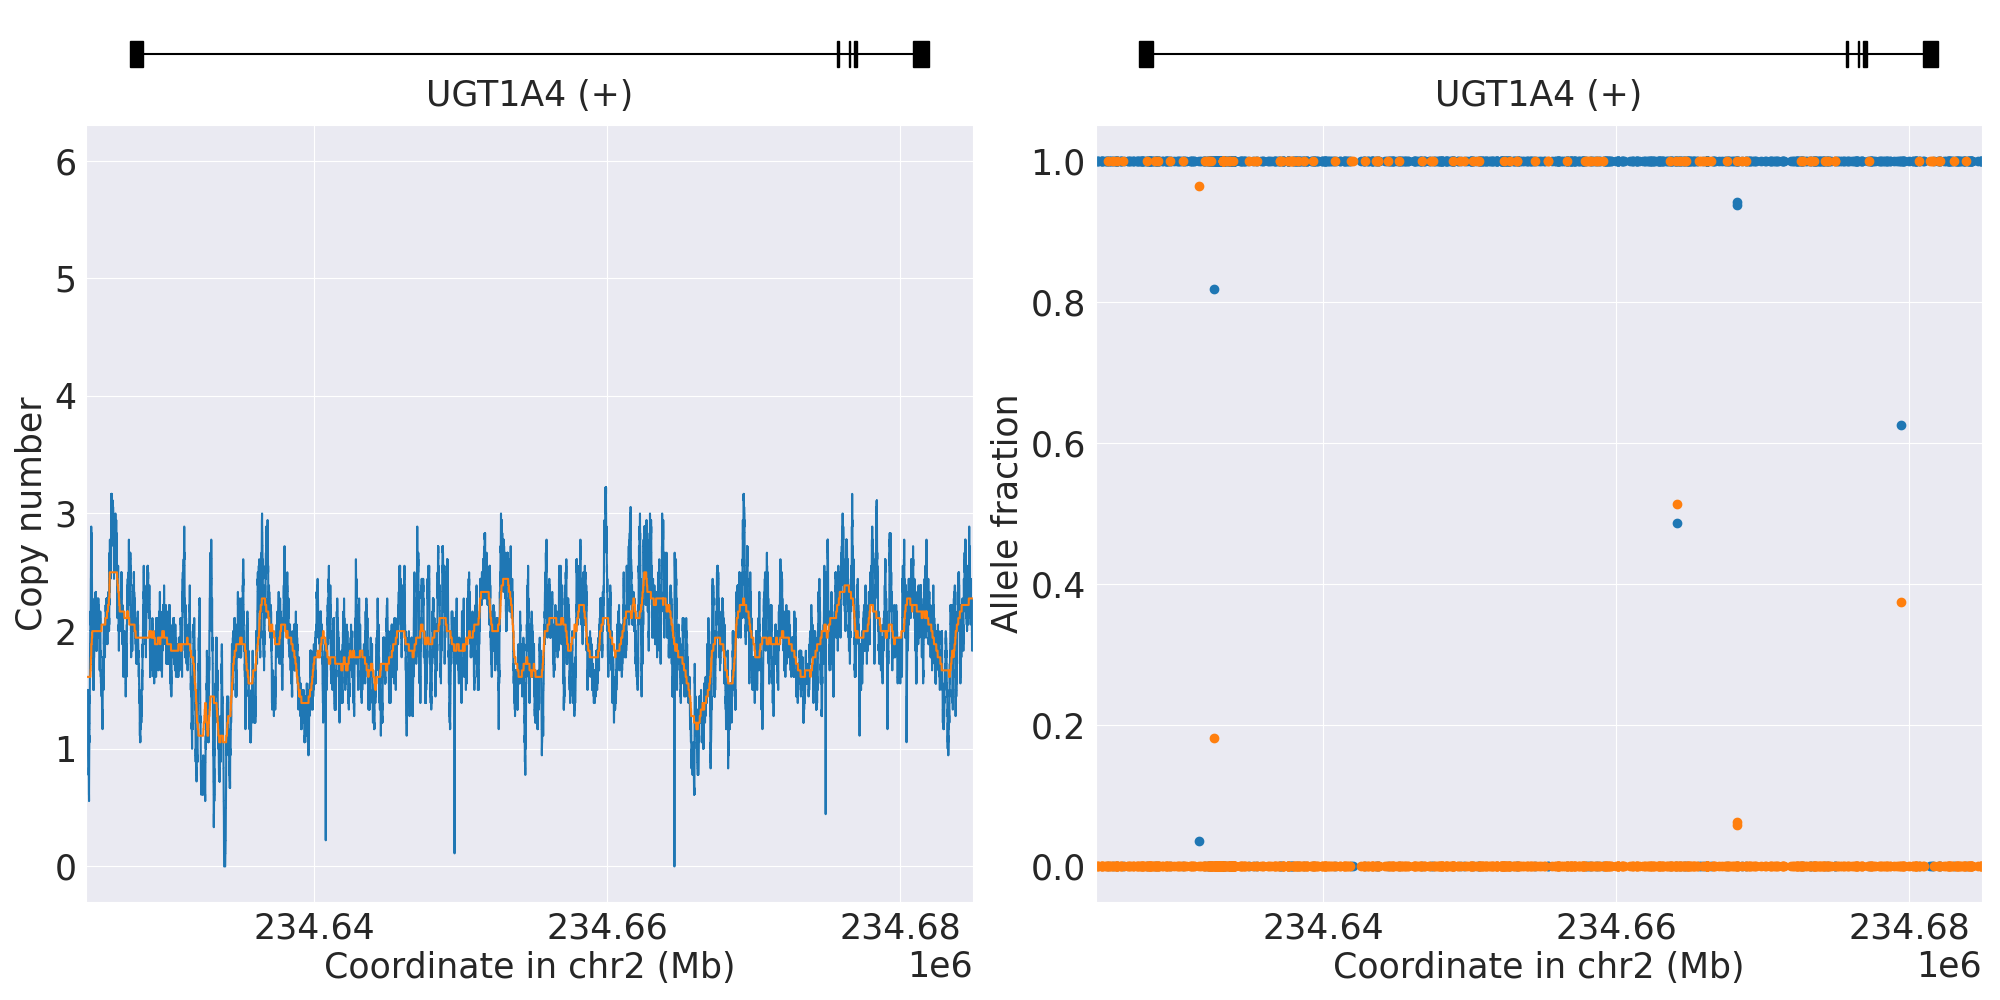 UGT1A4 (+)
6
5
4
3
2
1
0
Copy number
234.64 234.66 234.68
Coordinate in chr2 (Mb)
1e6
UGT1A4 (+)
1.0
0.8
0.6
0.4
0.2
0.0
Allele fraction
234.64 234.66 234.68
Coordinate in chr2 (Mb)
1e6